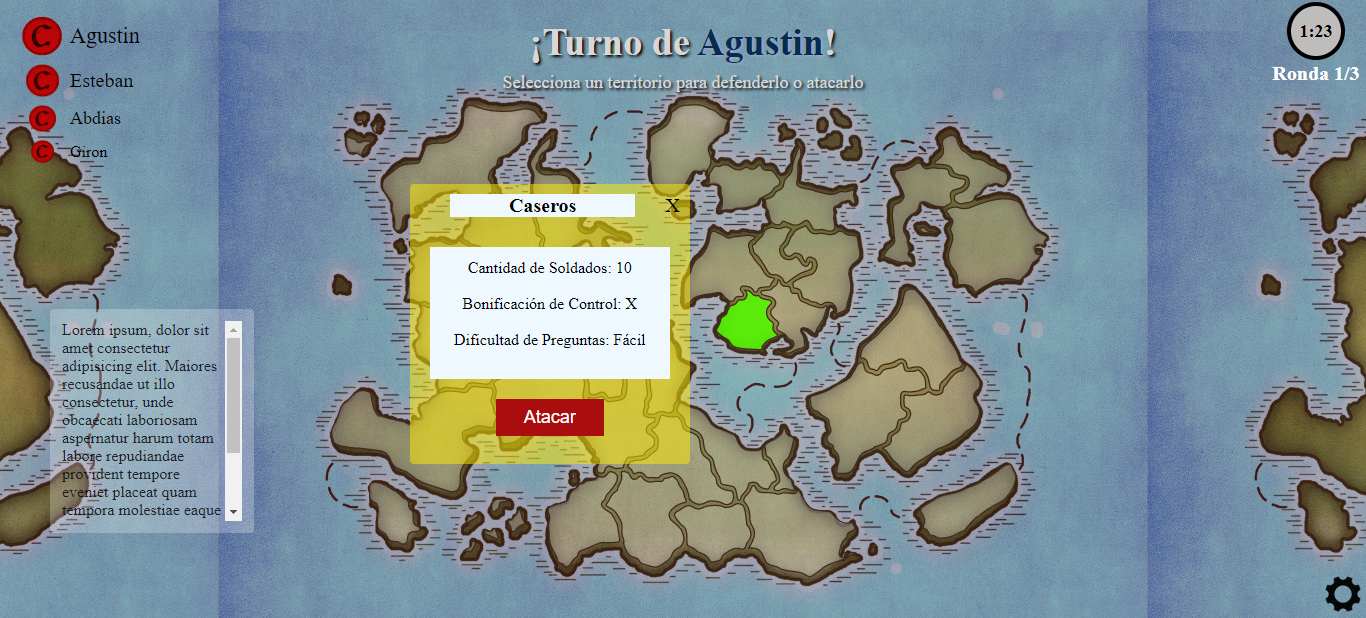 C Agustin
C Esteban
C Abdias
C Giron
¡Turno de Agustin!
Selecciona un territorio para defenderlo o atacarlo
1:23
Ronda 1/3
Caseros
X
Cantidad de Soldados: 10
Bonificación de Control: X
Dificultad de Preguntas: Fácil
Atacar
Lorem ipsum, dolor sit
amet consectetur
adipisicing elit. Maiores
recusandae ut illo
consectetur, unde
obcaecati laboriosam
aspernatur harum totam
labore repudiandae
provident tempore
eveniet placeat quam
tempora molestiae eaque